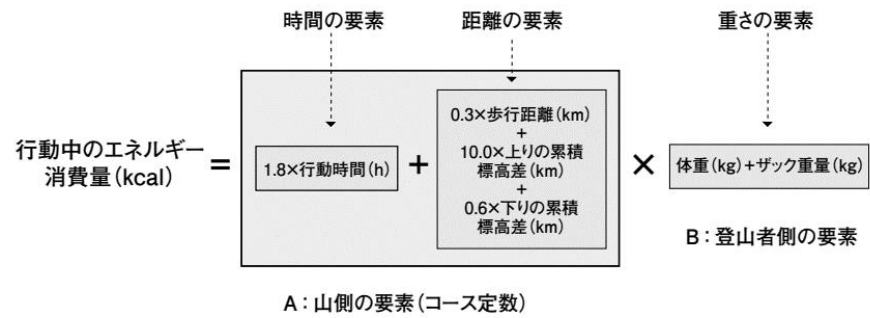 時間の要素
距離の要素
重さの要素
行動中のエネルギー
消費量(kcal)
=
1.8×行動時間(h)
+
0.3×歩行距離(km)
+
10.0×上りの累積
標高差(km)
+
0.6×下りの累積
標高差(km)
×
体重(kg)+ザック重量(kg)
B:登山者側の要素
A:山側の要素(コース定数)